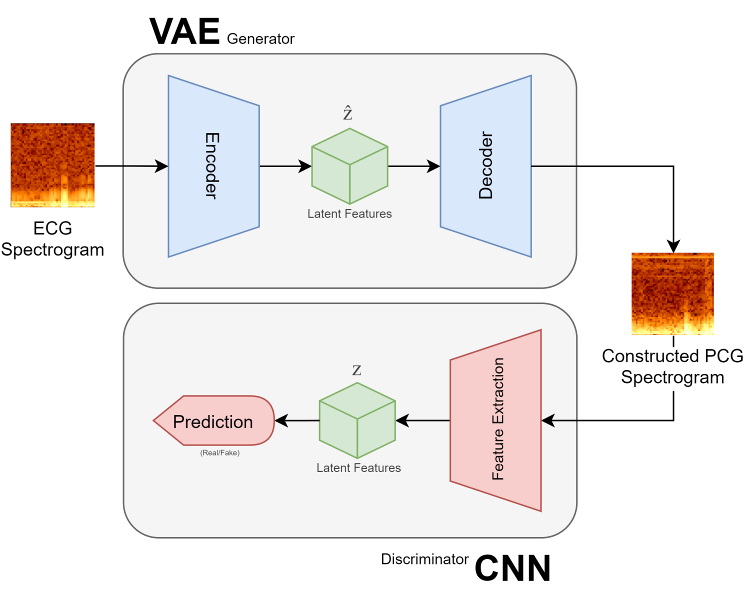 VAE Generator
Encoder
ẑ
Latent Features
Decoder
ECG
Spectrogram
Constructed PCG
Spectrogram
Feature Extraction
z
Latent Features
Prediction
(Real/Fake)
Discriminator CNN